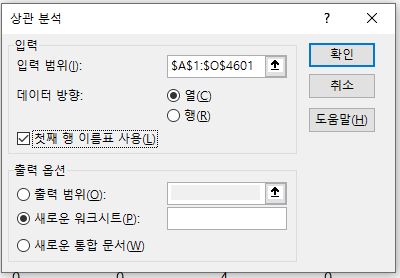 상관 분석
? ×
입력
입력 범위(I): $A$1:$O$4601
데이터 방향: 열(C)
행(R)
첫째 행 이름표 사용(L)
확인
취소
도움말(H)
출력 옵션
출력 범위(O):
새로운 워크시트(P):
새로운 통합 문서(W)